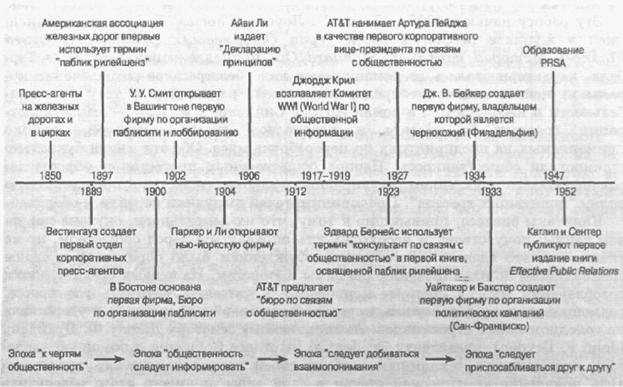 Американская ассоциация
железных дорог впервые
использует термин
"паблик рилейшенз"
Айви Ли
издает
"Декларацию
принципов"
AT&T нанимает Артура Пейджа
в качестве первого корпоративного
вице-президента по связям
с общественностью
Образование
PRSA
Пресс-агенты
на железных
дорогах и
в цирках
У. У. Смит открывает
в Вашингтоне первую
фирму по организации
паблисити и лоббированию
Джордж Крил
возглавляет Комитет
WWI (World War I) по
общественной
информации
Дж. В. Бейкер создает
первую фирму, владельцем
которой является
чернокожий (Филадельфия)
1850 1897 1902 1906 1917–1919 1927 1934 1947
1889 1900 1904 1912 1923 1933 1952
Вестингауз создает
первый отдел
корпоративных
пресс-агентов
Паркер и Ли открывают
нью-йоркскую фирму
Эдвард Бернейс использует
термин "консультант по связям с
общественностью" в первой книге,
освященной паблик рилейшенз
Катлип и Сентер
публикуют первое
издание книги
Effective Public Relations
В Бостоне основана
первая фирма, Бюро
по организации паблисити
AT&T предлагает
"бюро по связям
с общественностью"
Уайтакер и Бакстер создают
первую фирму по организации
политических кампаний
(Сан-Франциско)
Эпоха "к чертям
общественность"
Эпоха "общественность
следует информировать"
Эпоха "следует добиваться
взаимопонимания"
Эпоха "следует
приспосабливаться друг к другу"